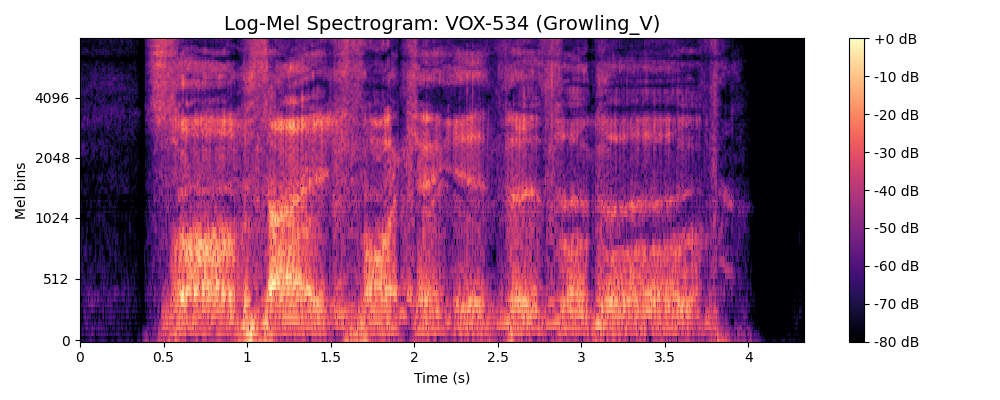 Log-Mel Spectrogram: VOX-534 (Growling_V)
Mel bins
4096
2048
1024
512
0
0 0.5 1 1.5 2 2.5 3 3.5 4
Time (s)
+0 dB
-10 dB
-20 dB
-30 dB
-40 dB
-50 dB
-60 dB
-70 dB
-80 dB